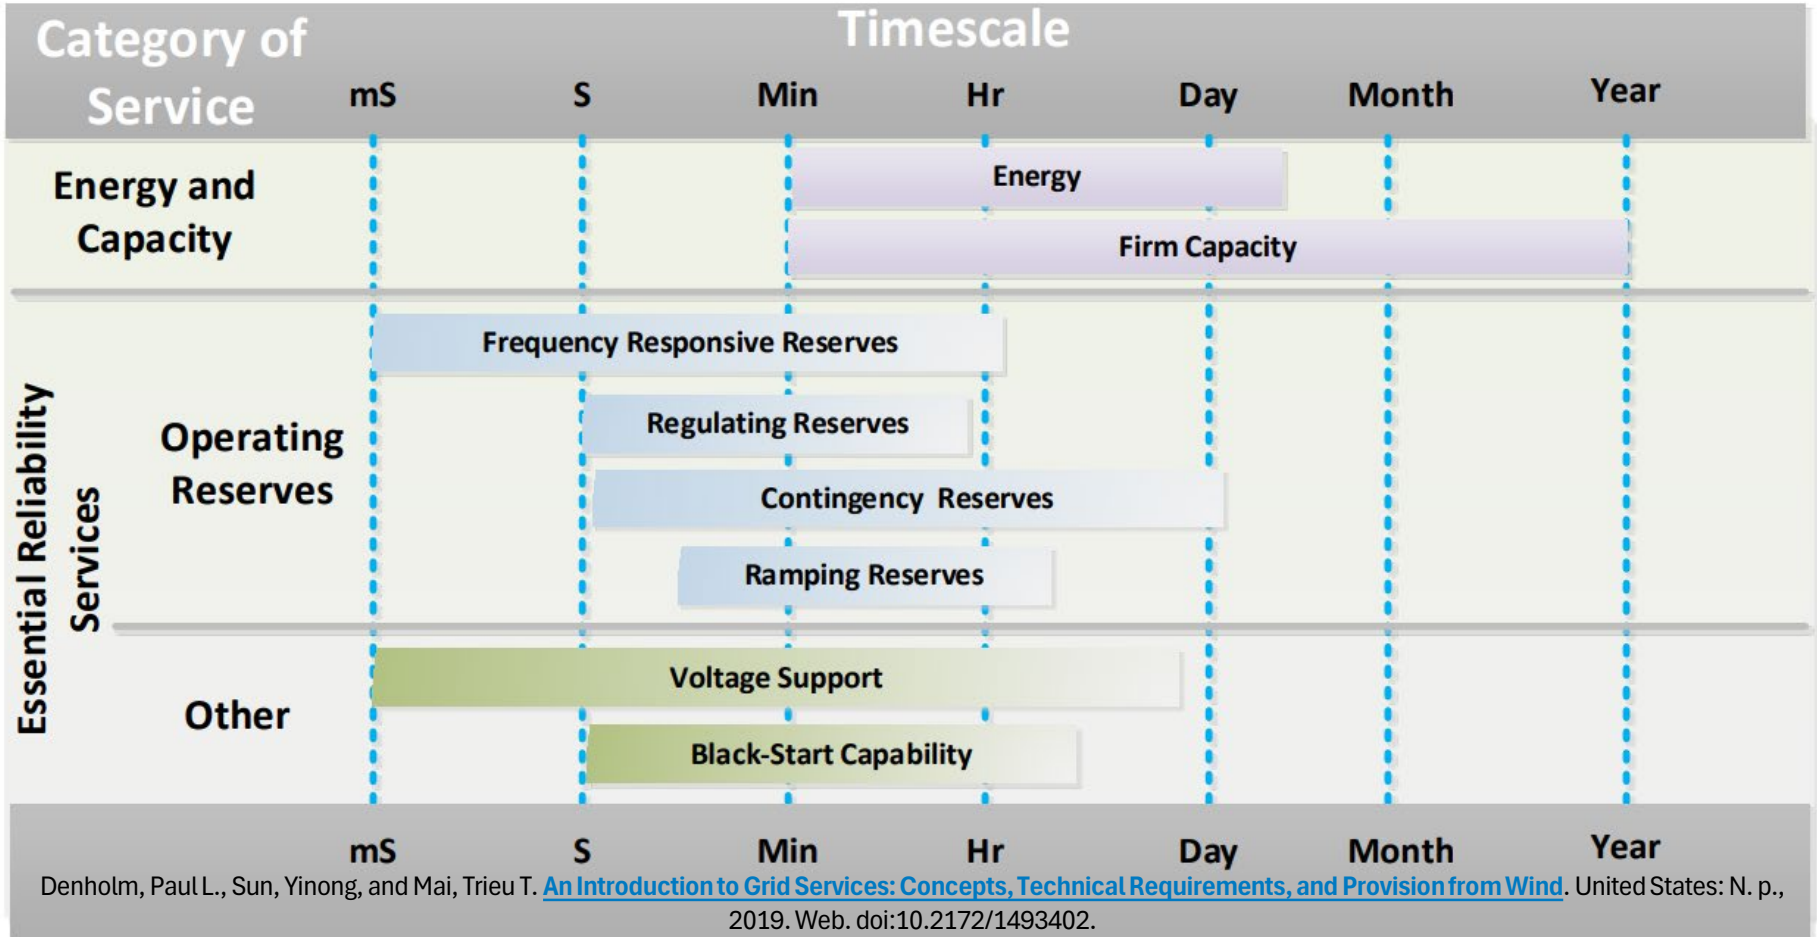 Category of
Service
Timescale
mS S Min Hr Day Month Year
Energy and
Capacity
Energy
Firm Capacity
Essential Reliability
Services
Operating
Reserves
Frequency Responsive Reserves
Regulating Reserves
Contingency Reserves
Ramping Reserves
Other
Voltage Support
Black-Start Capability
mS S Min Hr Day Month Year
Denholm, Paul L., Sun, Yinong, and Mai, Trieu T. An Introduction to Grid Services: Concepts, Technical Requirements, and Provision from Wind. United States: N. p.,
2019. Web. doi:10.2172/1493402.